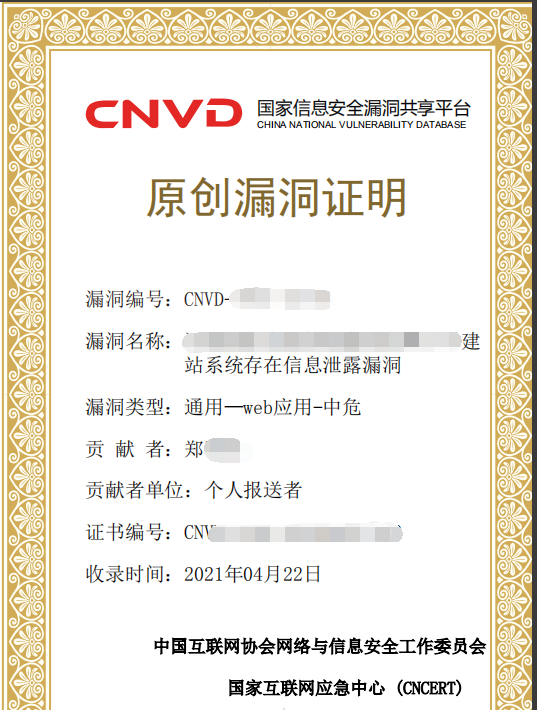 CNVD 国家信息安全漏洞共享平台
CHINA NATIONAL VULNERABILITY DATABASE
原创漏洞证明
漏洞编号：CNVD-
漏洞名称：建
站系统存在信息泄露漏洞
漏洞类型：通用—web应用-中危
贡 献 者：郑
贡献者单位：个人报送者
证书编号：CNV
收录时间：2021年04月22日
中国互联网协会网络与信息安全工作委员会
国家互联网应急中心 (CNCERT)